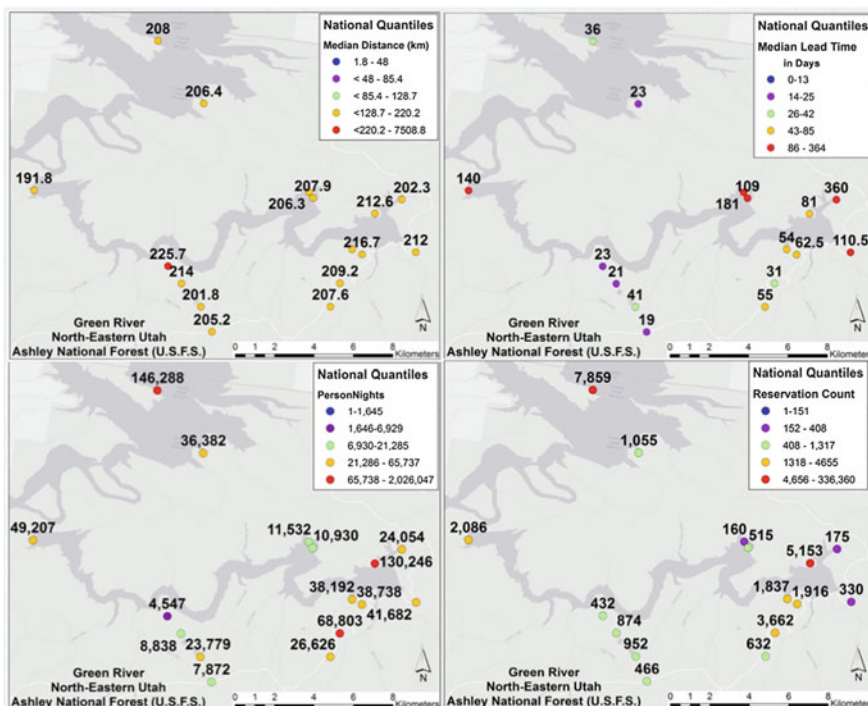 208
206.4
191.8
207.9
206.3
212.6
202.3
216.7
212
225.7
214
209.2
201.8
207.6
205.2
National Quantiles
Median Distance (km)
1.8 - 48
< 48 - 85.4
< 85.4 - 128.7
<128.7 - 220.2
<220.2 - 7508.8
Green River
North-Eastern Utah
Ashley National Forest (U.S.F.S.)
0 2 4 6 8
Kilometers
N
36
23
140
109
181
360
81
54
62.5
110.5
23
21
31
41
55
19
National Quantiles
Median Lead Time
in Days
0-13
14-25
26-42
43-85
86 - 364
Green River
North-Eastern Utah
Ashley National Forest (U.S.F.S.)
0 2 4 6 8
Kilometers
N
146,288
36,382
49,207
11,532
10,930
24,054
130,246
38,192
38,738
4,547
41,682
68,803
8,838
23,779
26,626
7,872
National Quantiles
PersonNights
1-1,645
1,646-6,929
6,930-21,285
21,286 - 65,737
65,738 - 2,026,047
Green River
North-Eastern Utah
Ashley National Forest (U.S.F.S.)
0 2 4 6 8
Kilometers
N
7,859
1,055
2,086
160
515
175
5,153
1,837
1,916
330
432
874
3,662
952
632
466
National Quantiles
Reservation Count
1-151
152 - 408
408 - 1,317
1318 - 4655
4,656 - 336,360
Green River
North-Eastern Utah
Ashley National Forest (U.S.F.S.)
0 2 4 6 8
Kilometers
N